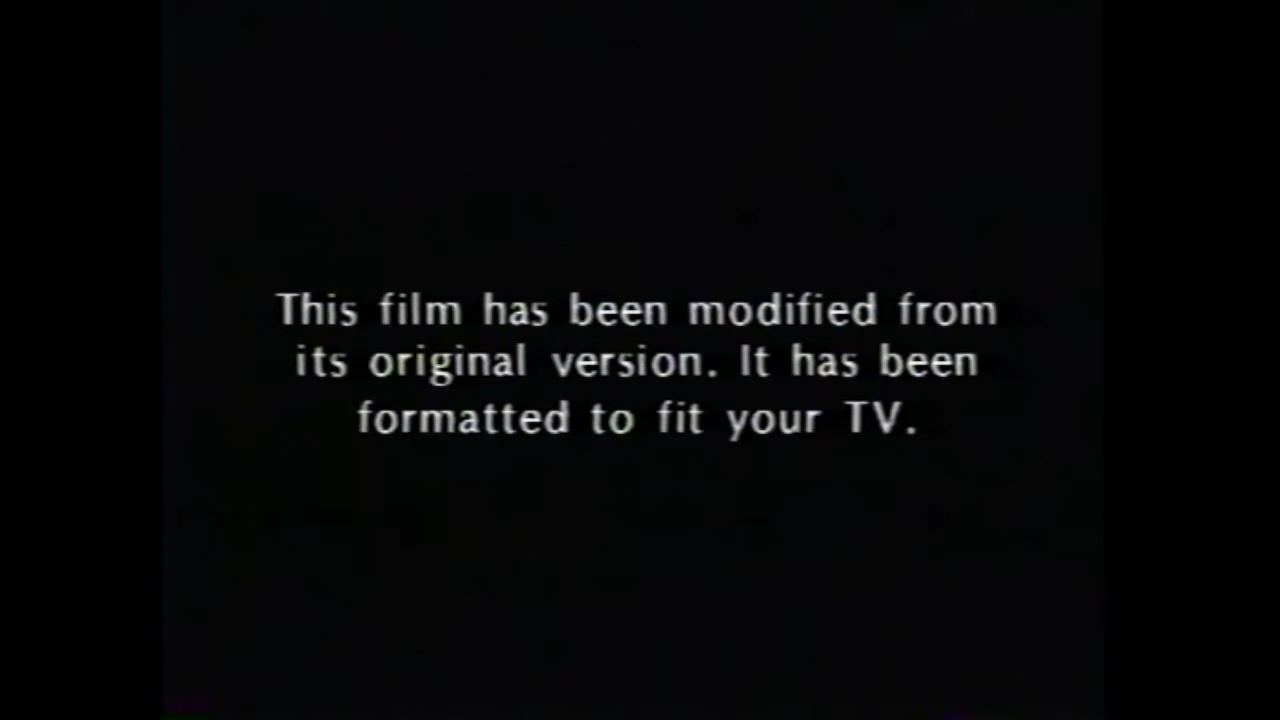 This film has been modified from
its original version. It has been
formatted to fit your TV.